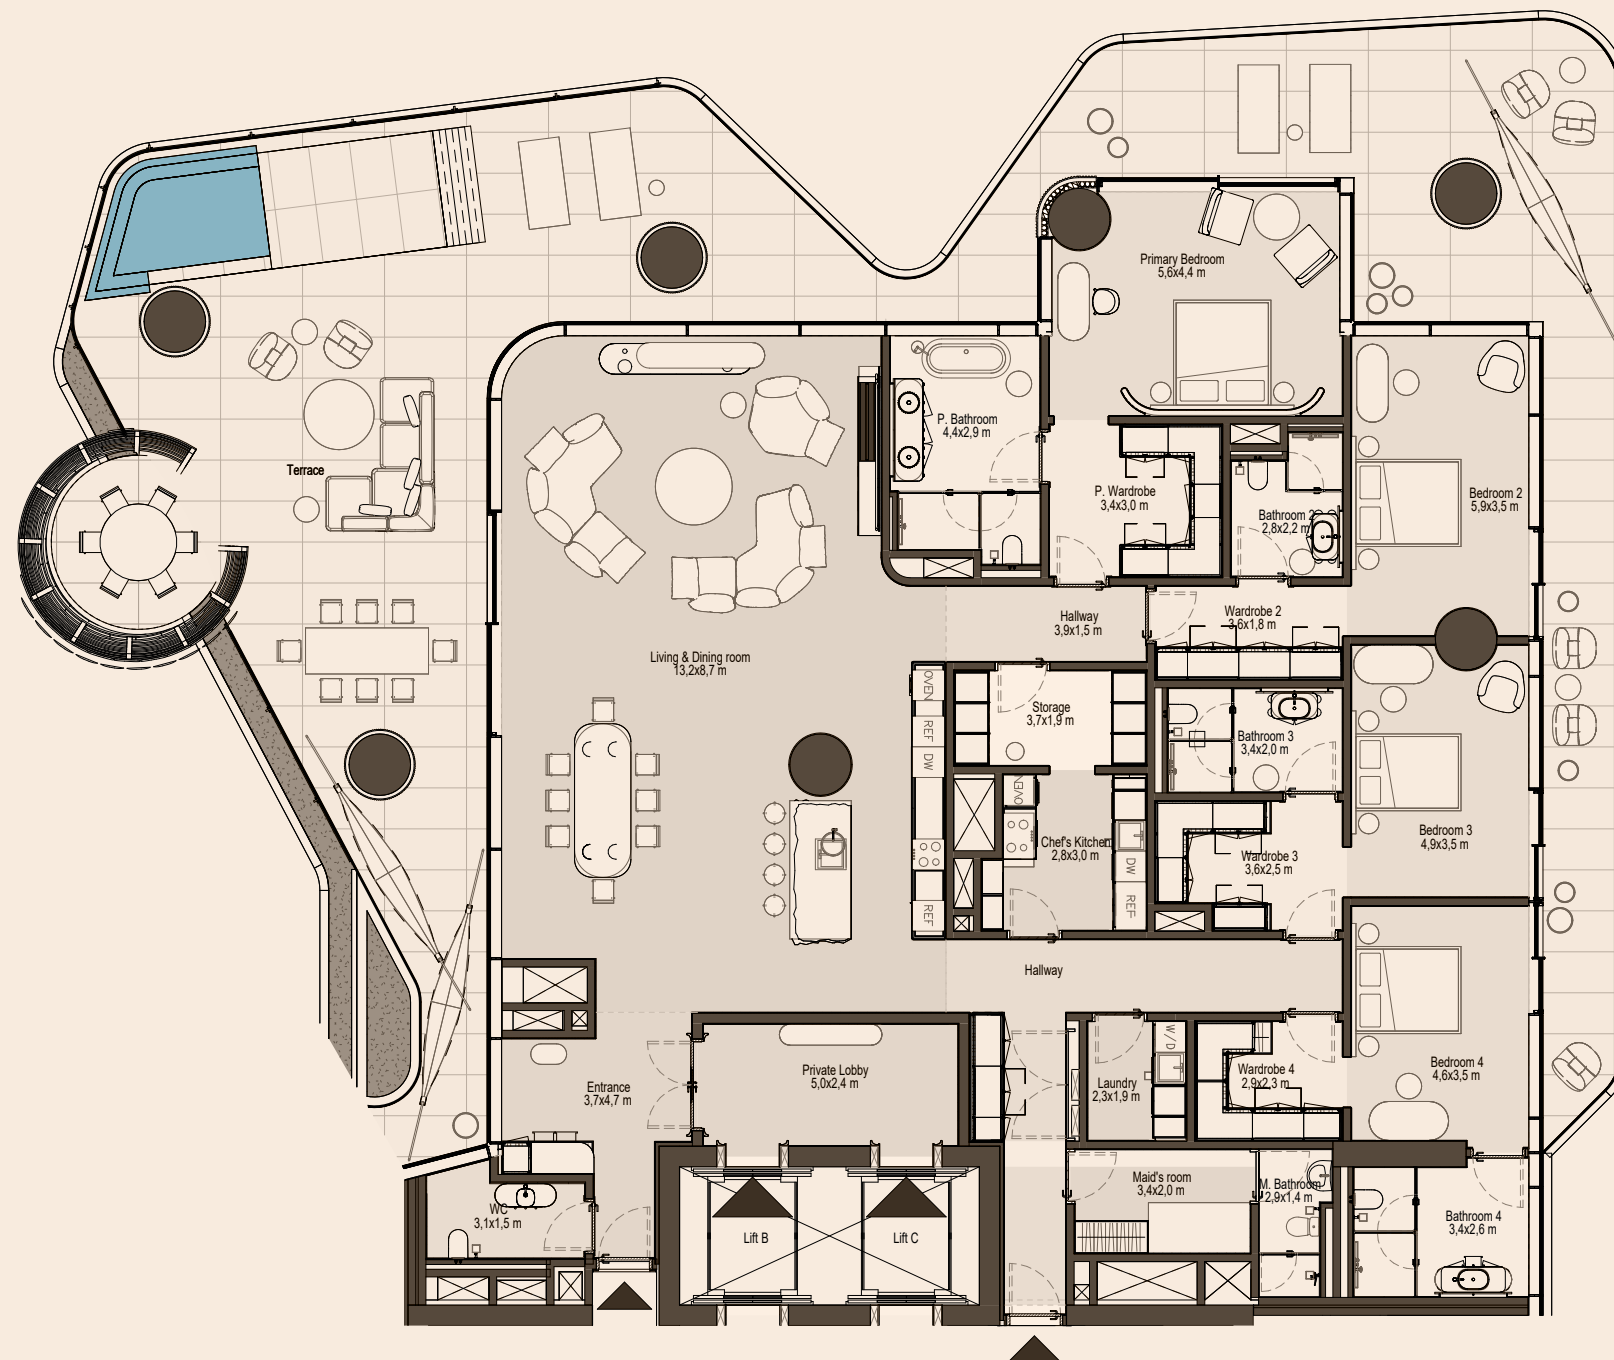 Primary Bedroom
5,6x4,4 m
P. Bathroom
4,4x2,9 m
Terrace
P. Wardrobe
3,4x3,0 m
Bathroom 2
2,8x2,2 m
Bedroom 2
5,9x3,5 m
Hallway
3,9x1,5 m
Wardrobe 2
3,6x1,8 m
Living & Dining room
13,2x8,7 m
OVEN
REF
DW
REF
Storage
3,7x1,9 m
Bathroom 3
3,4x2,0 m
OVEN
Chef's Kitchen
2,8x3,0 m
DW
REF
Wardrobe 3
3,6x2,5 m
Bedroom 3
4,9x3,5 m
Hallway
Entrance
3,7x4,7 m
Private Lobby
5,0x2,4 m
W/D
Laundry
2,3x1,9 m
Wardrobe 4
2,9x2,3 m
Bedroom 4
4,6x3,5 m
WC
3,1x1,5 m
Lift B
Lift C
Maid's room
3,4x2,0 m
M. Bathroom
2,9x1,4 m
Bathroom 4
3,4x2,6 m